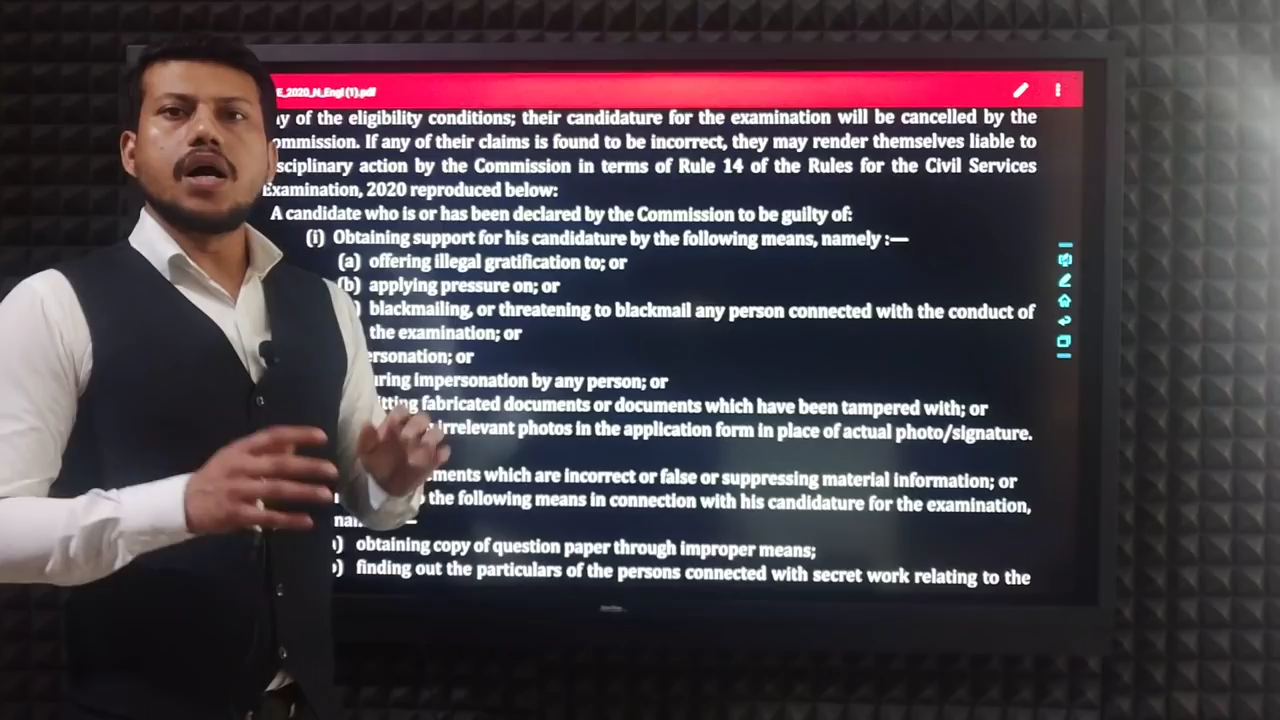 E_2020_N_Engl (1).pdf
of the eligibility conditions; their candidature for the examination will be cancelled by the
ommission. If any of their claims is found to be incorrect, they may render themselves liable to
sciplinary action by the Commission in terms of Rule 14 of the Rules for the Civil Services
Examination, 2020 reproduced below:
A candidate who is or has been declared by the Commission to be guilty of:
(i) Obtaining support for his candidature by the following means, namely :—
(a) offering illegal gratification to; or
(b) applying pressure on; or
) blackmailing, or threatening to blackmail any person connected with the conduct of
the examination; or
ersonation; or
uring impersonation by any person; or
itting fabricated documents or documents which have been tampered with; or
irrelevant photos in the application form in place of actual photo/signature.
ments which are incorrect or false or suppressing material information; or
the following means in connection with his candidature for the examination,
) obtaining copy of question paper through improper means;
) finding out the particulars of the persons connected with secret work relating to the